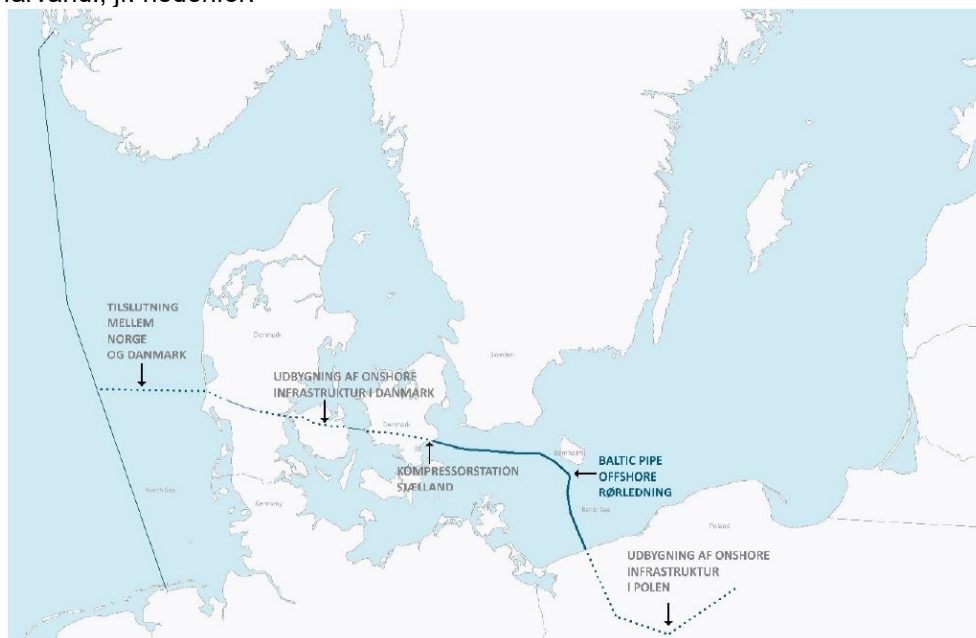 jf. nedenfor.
TILSLUTNING
MELLEM
NORGE
OG DANMARK
Denmark
Sweden
UDBYGNING AF ONSHORE
INFRASTRUKTUR I DANMARK
Denmark
KOMPRESSORSTATION
SJÆLLAND
Bornholm
BALTIC PIPE
OFFSHORE
RØRLEDNING
North Sea
Germany
Baltic Sea
Poland
UDBYGNING AF ONSHORE
INFRASTRUKTUR
I POLEN